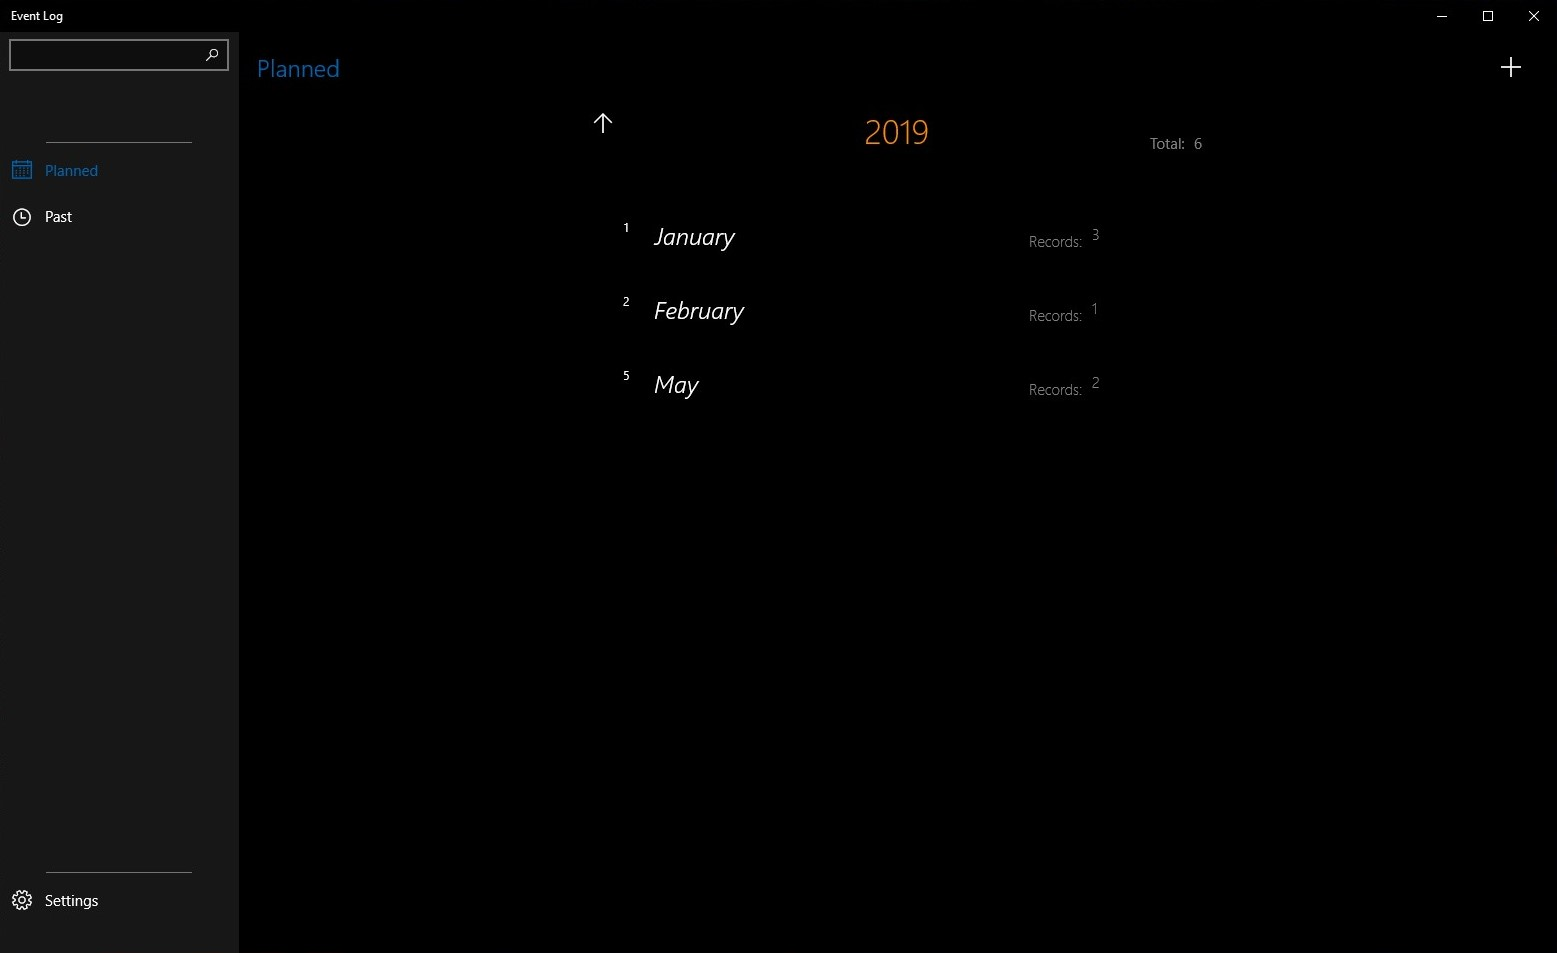 Event Log
Planned
2019
Total: 6
Planned
Past
1 January Records: 3
2 February Records: 1
5 May Records: 2
Settings